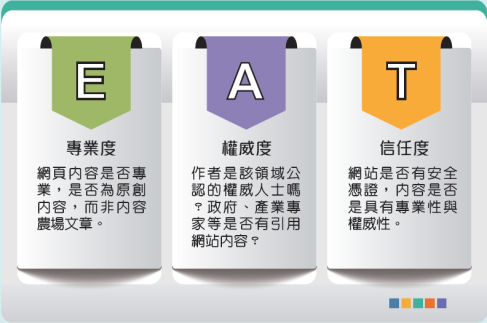 E
專業度
網頁內容是否專
業，是否為原創
內容，而非內容
農場文章。
A
權威度
作者是該領域公
認的權威人士嗎
？政府、產業專
家等是否有引用
網站內容？
T
信任度
網站是否有安全
憑證，內容是否
是具有專業性與
權威性。